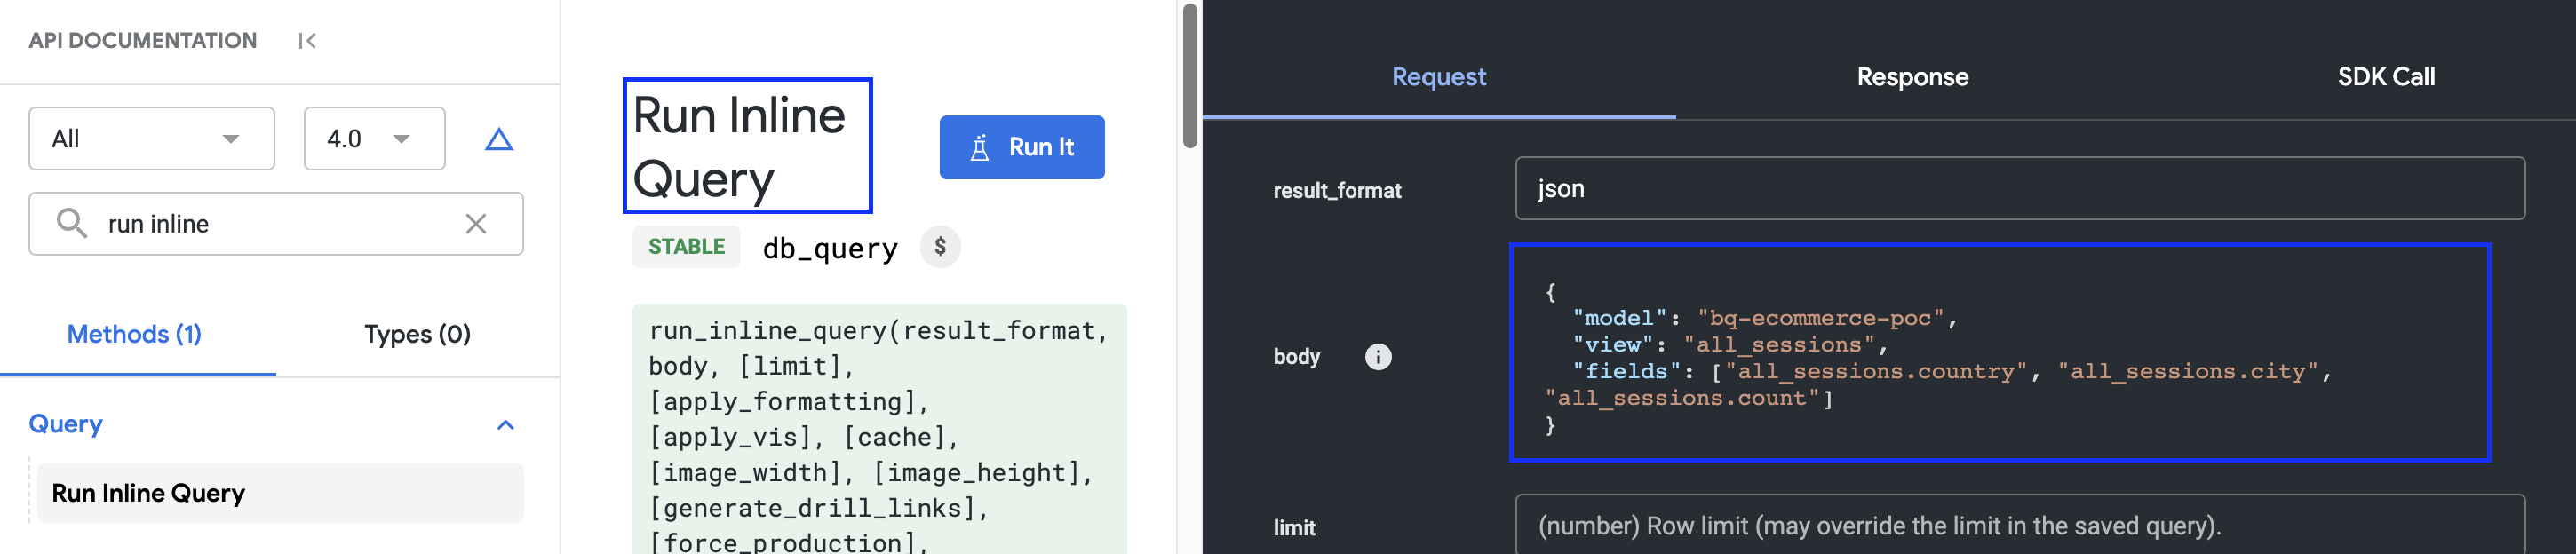 API DOCUMENTATION
All
4.0
run inline
Methods (1)
Types (0)
Query
Run Inline Query
Run Inline
Query
Run It
STABLE
db_query
$
run_inline_query(result_format,
body, [limit],
[apply_formatting],
[apply_vis], [cache],
[image_width], [image_height],
[generate_drill_links],
[force_production],
Request
Response
SDK Call
result_format
json
body
{
"model": "bq-ecommerce-poc",
"view": "all_sessions",
"fields": ["all_sessions.country", "all_sessions.city",
"all_sessions.count"]
}
limit
(number) Row limit (may override the limit in the saved query).